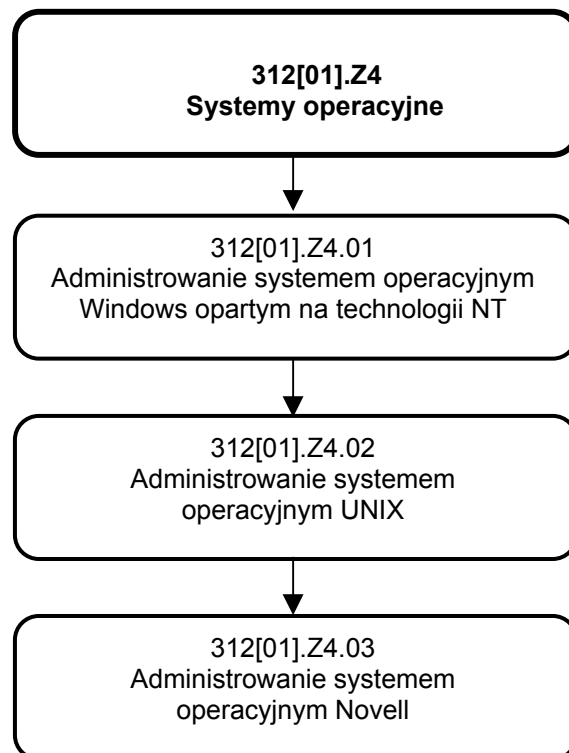 312[01].Z4
Systemy operacyjne
312[01].Z4.01
Administrowanie systemem operacyjnym
Windows opartym na technologii NT
312[01].Z4.02
Administrowanie systemem
operacyjnym UNIX
312[01].Z4.03
Administrowanie systemem
operacyjnym Novell